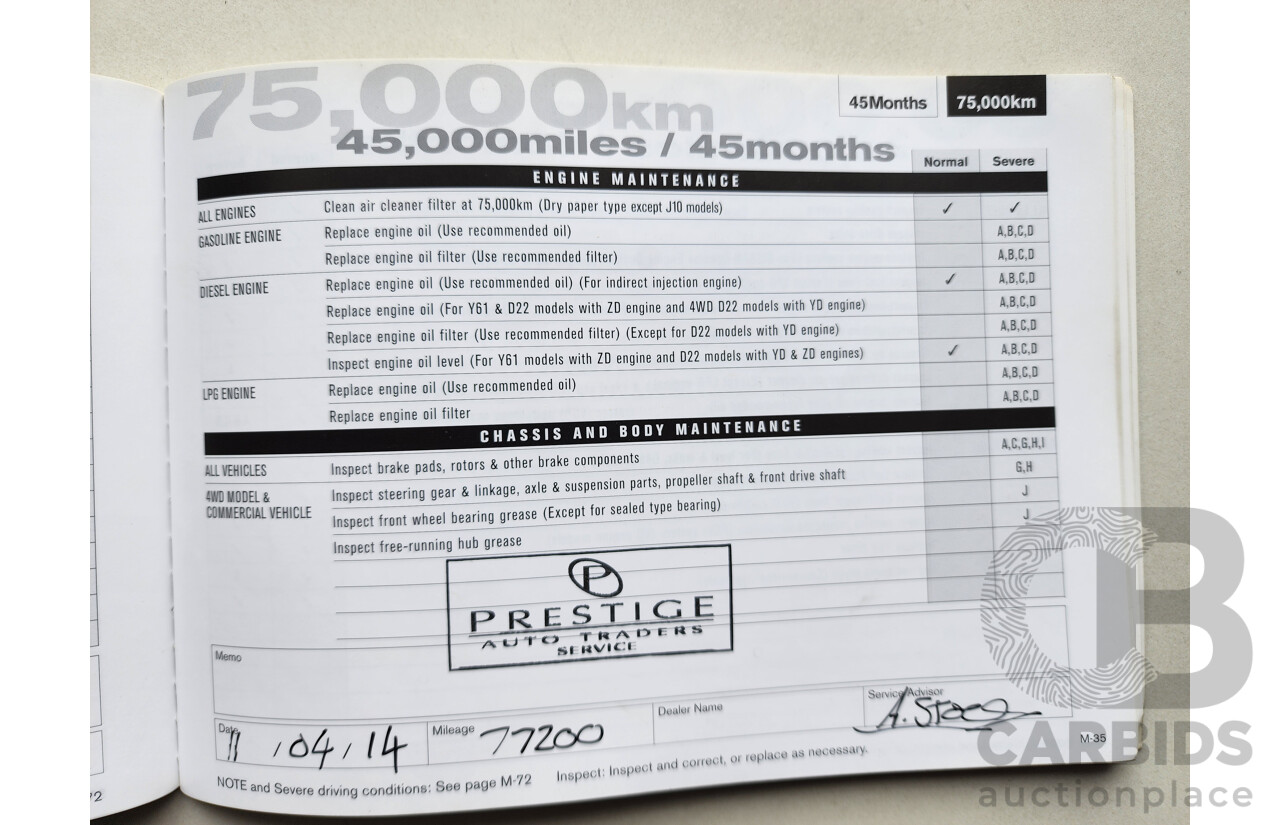 75,000km
45Months 75,000km
45,000miles / 45months
Normal Severe
ENGINE MAINTENANCE
ALL ENGINES Clean air cleaner filter at 75,000km (Dry paper type except J10 models) ✓ ✓
GASOLINE ENGINE Replace engine oil (Use recommended oil) A,B,C,D
Replace engine oil filter (Use recommended filter) A,B,C,D
DIESEL ENGINE Replace engine oil (Use recommended oil) (For indirect injection engine) ✓ A,B,C,D
Replace engine oil (For Y61 & D22 models with ZD engine and 4WD D22 models with YD engine) A,B,C,D
Replace engine oil filter (Use recommended filter) (Except for D22 models with YD engine) A,B,C,D
Inspect engine oil level (For Y61 models with ZD engine and D22 models with YD & ZD engines) ✓ A,B,C,D
LPG ENGINE Replace engine oil (Use recommended oil) A,B,C,D
Replace engine oil filter A,B,C,D
CHASSIS AND BODY MAINTENANCE
ALL VEHICLES Inspect brake pads, rotors & other brake components A,C,G,H,I
4WD MODEL & COMMERCIAL VEHICLE Inspect steering gear & linkage, axle & suspension parts, propeller shaft & front drive shaft G,H
Inspect front wheel bearing grease (Except for sealed type bearing) J
Inspect free-running hub grease J
P
PRESTIGE
AUTO TRADERS
SERVICE
Memo
Date 11/04/14 Mileage 77200 Dealer Name Service Advisor
NOTE and Severe driving conditions: See page M-72 Inspect: Inspect and correct, or replace as necessary.
M-35
CB
CARBIDS
auctionplace